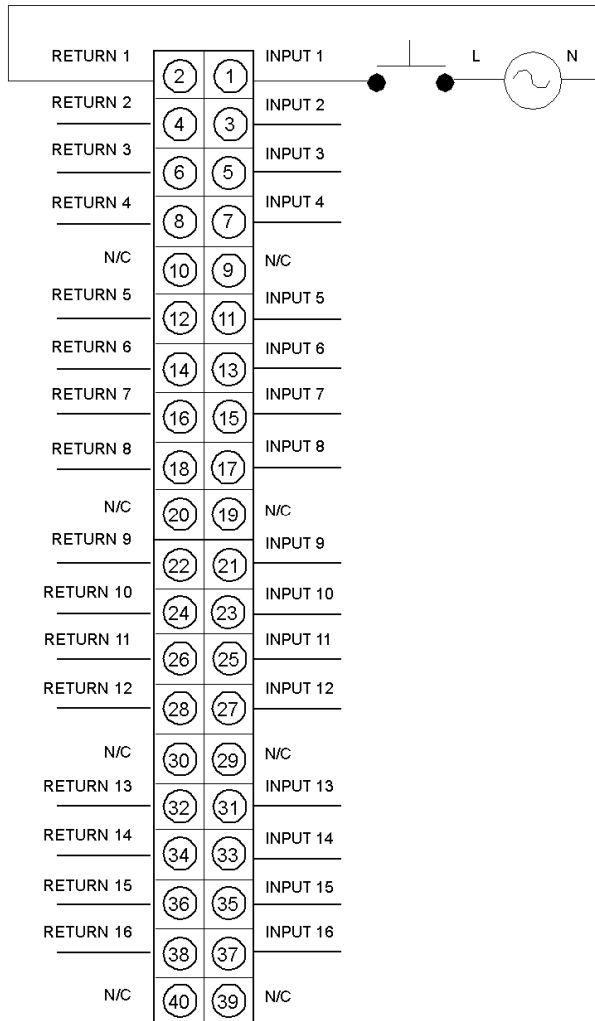 RETURN 1 2 1 INPUT 1 L N
RETURN 2 4 3 INPUT 2
RETURN 3 6 5 INPUT 3
RETURN 4 8 7 INPUT 4
N/C 10 9 N/C
RETURN 5 12 11 INPUT 5
RETURN 6 14 13 INPUT 6
RETURN 7 16 15 INPUT 7
RETURN 8 18 17 INPUT 8
N/C 20 19 N/C
RETURN 9 22 21 INPUT 9
RETURN 10 24 23 INPUT 10
RETURN 11 26 25 INPUT 11
RETURN 12 28 27 INPUT 12
N/C 30 29 N/C
RETURN 13 32 31 INPUT 13
RETURN 14 34 33 INPUT 14
RETURN 15 36 35 INPUT 15
RETURN 16 38 37 INPUT 16
N/C 40 39 N/C